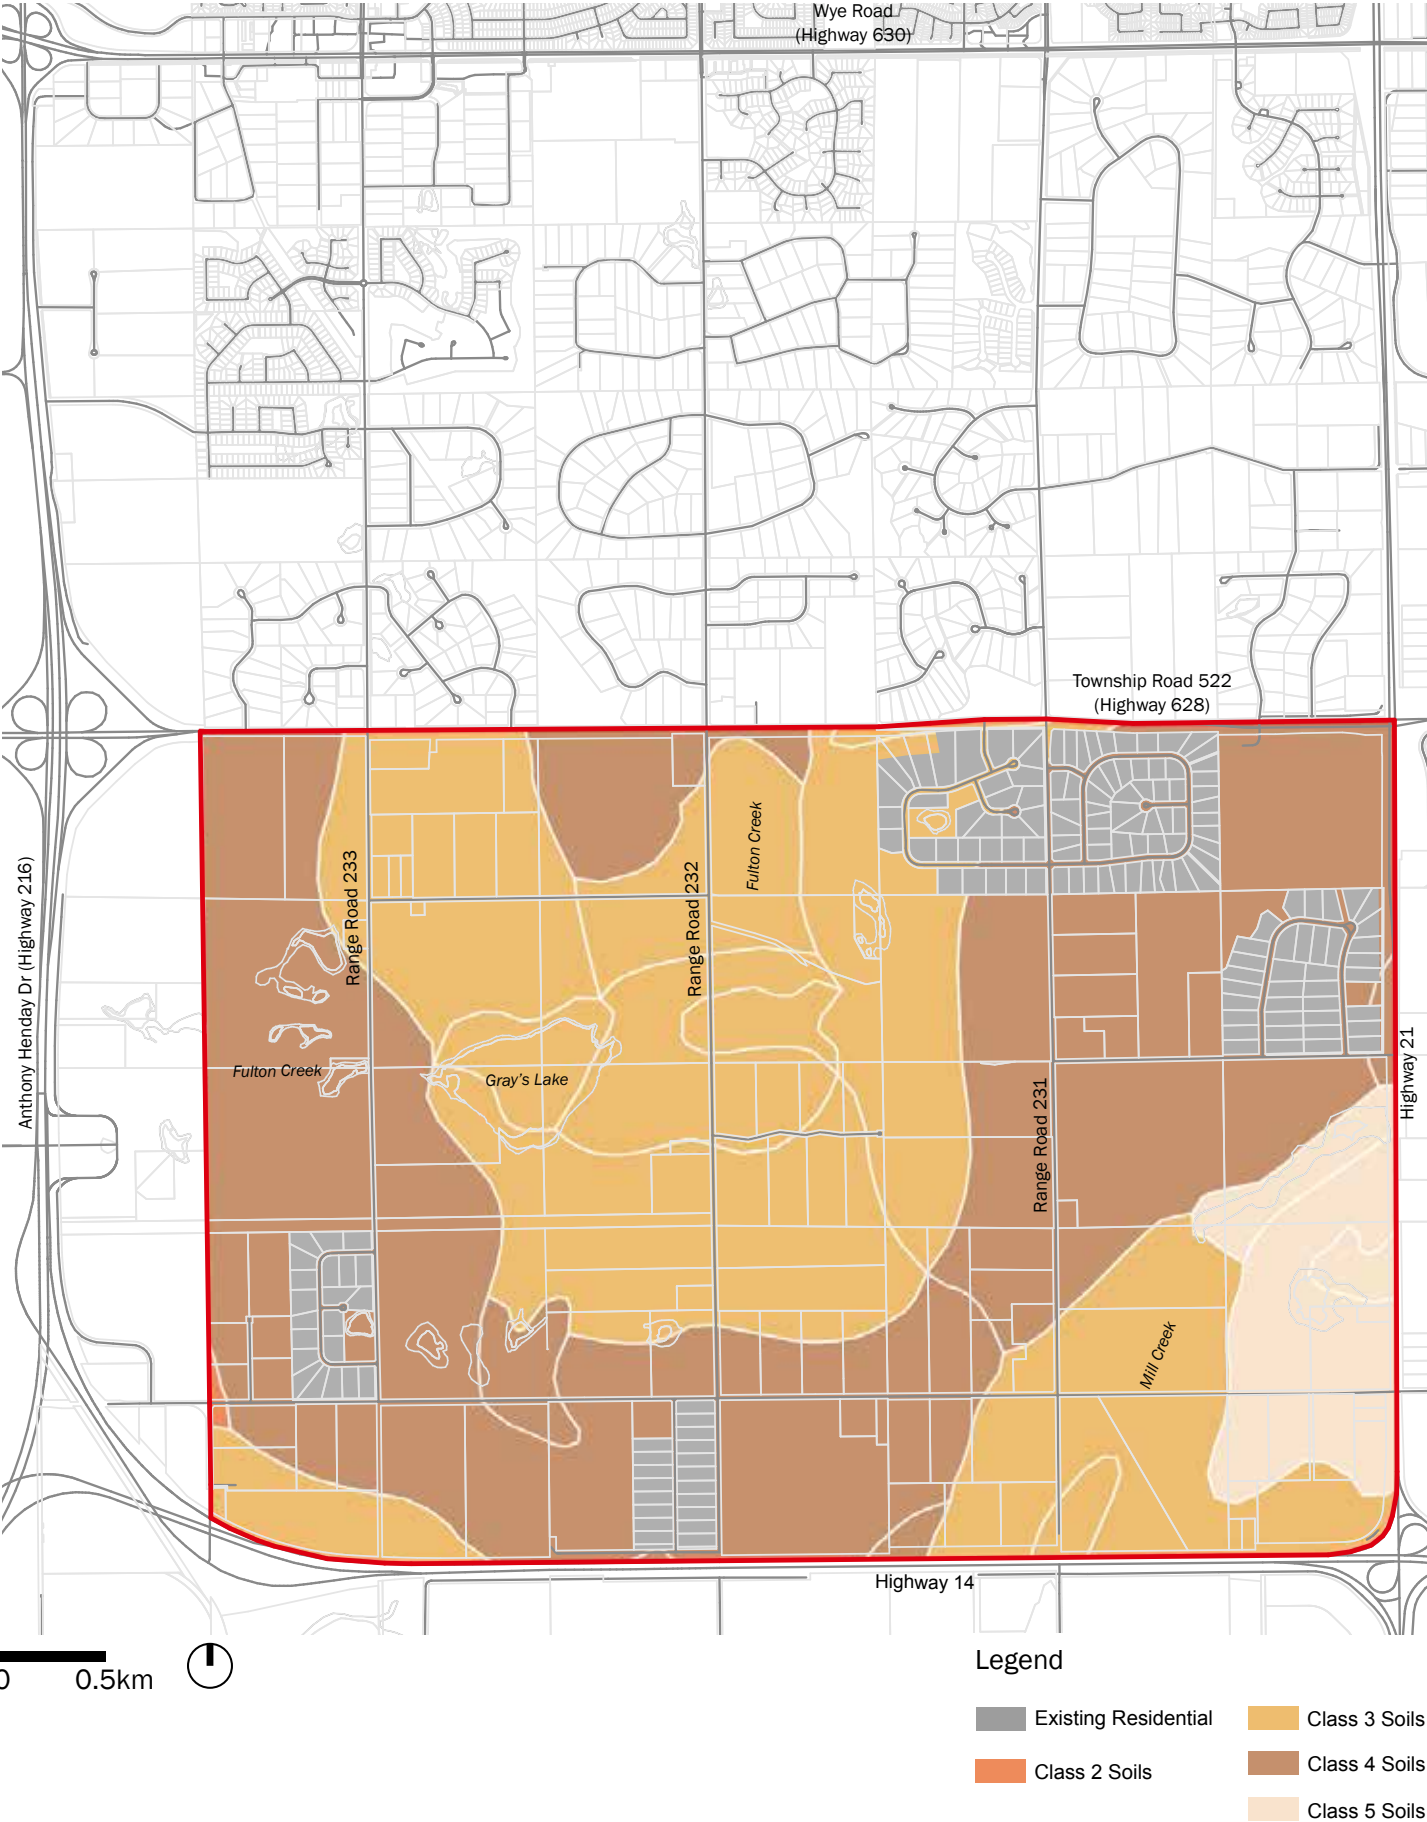 Wye Road
(Highway 630)
Township Road 522
(Highway 628)
Anthony Henday Dr (Highway 216)
Range Road 233
Range Road 232
Fulton Creek
Fulton Creek
Gray's Lake
Range Road 231
Highway 21
Mill Creek
Highway 14
0 0.5km
Legend
Existing Residential
Class 2 Soils
Class 3 Soils
Class 4 Soils
Class 5 Soils